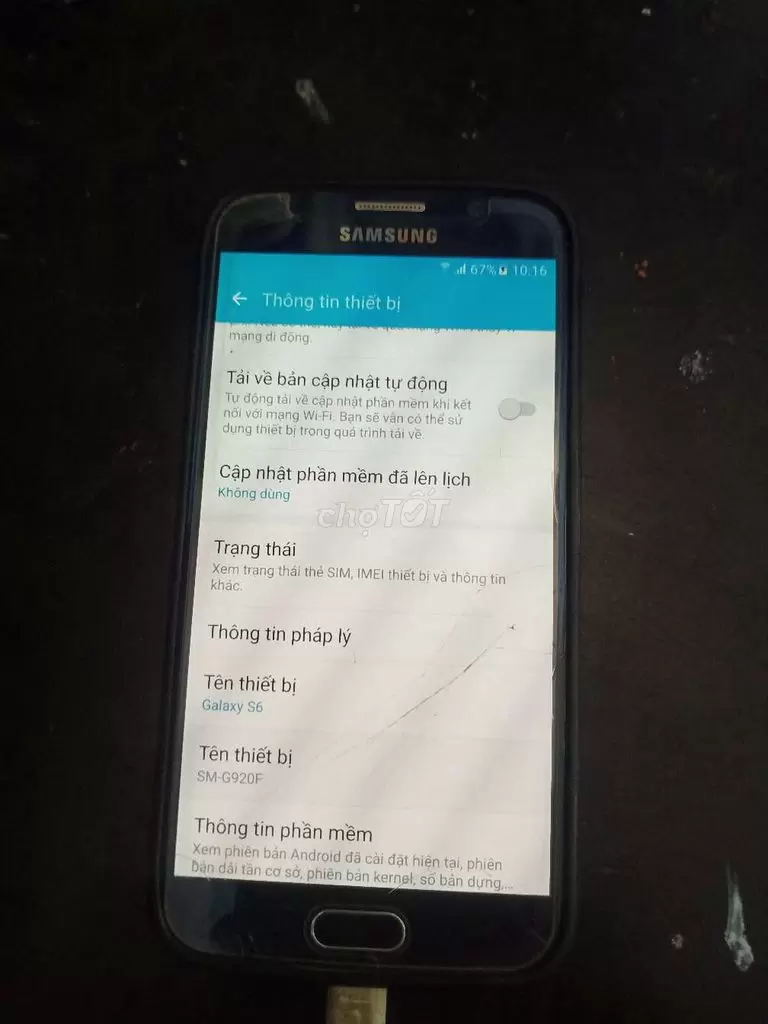 SAMSUNG
67% 10:16
Thông tin thiết bị
mạng di động.
Tải về bản cập nhật tự động
Tự động tải về cập nhật phần mềm khi kết
nối với mạng Wi-Fi. Bạn sẽ vẫn có thể sử
dụng thiết bị trong quá trình tải về.
Cập nhật phần mềm đã lên lịch
Không dùng
chợTỐT
Trạng thái
Xem trạng thái thẻ SIM, IMEI thiết bị và thông tin
khác.
Thông tin pháp lý
Tên thiết bị
Galaxy S6
Tên thiết bị
SM-G920F
Thông tin phần mềm
Xem phiên bản Android đã cài đặt hiện tại, phiên
bản dải tần cơ sở, phiên bản kernel, số bản dựng....